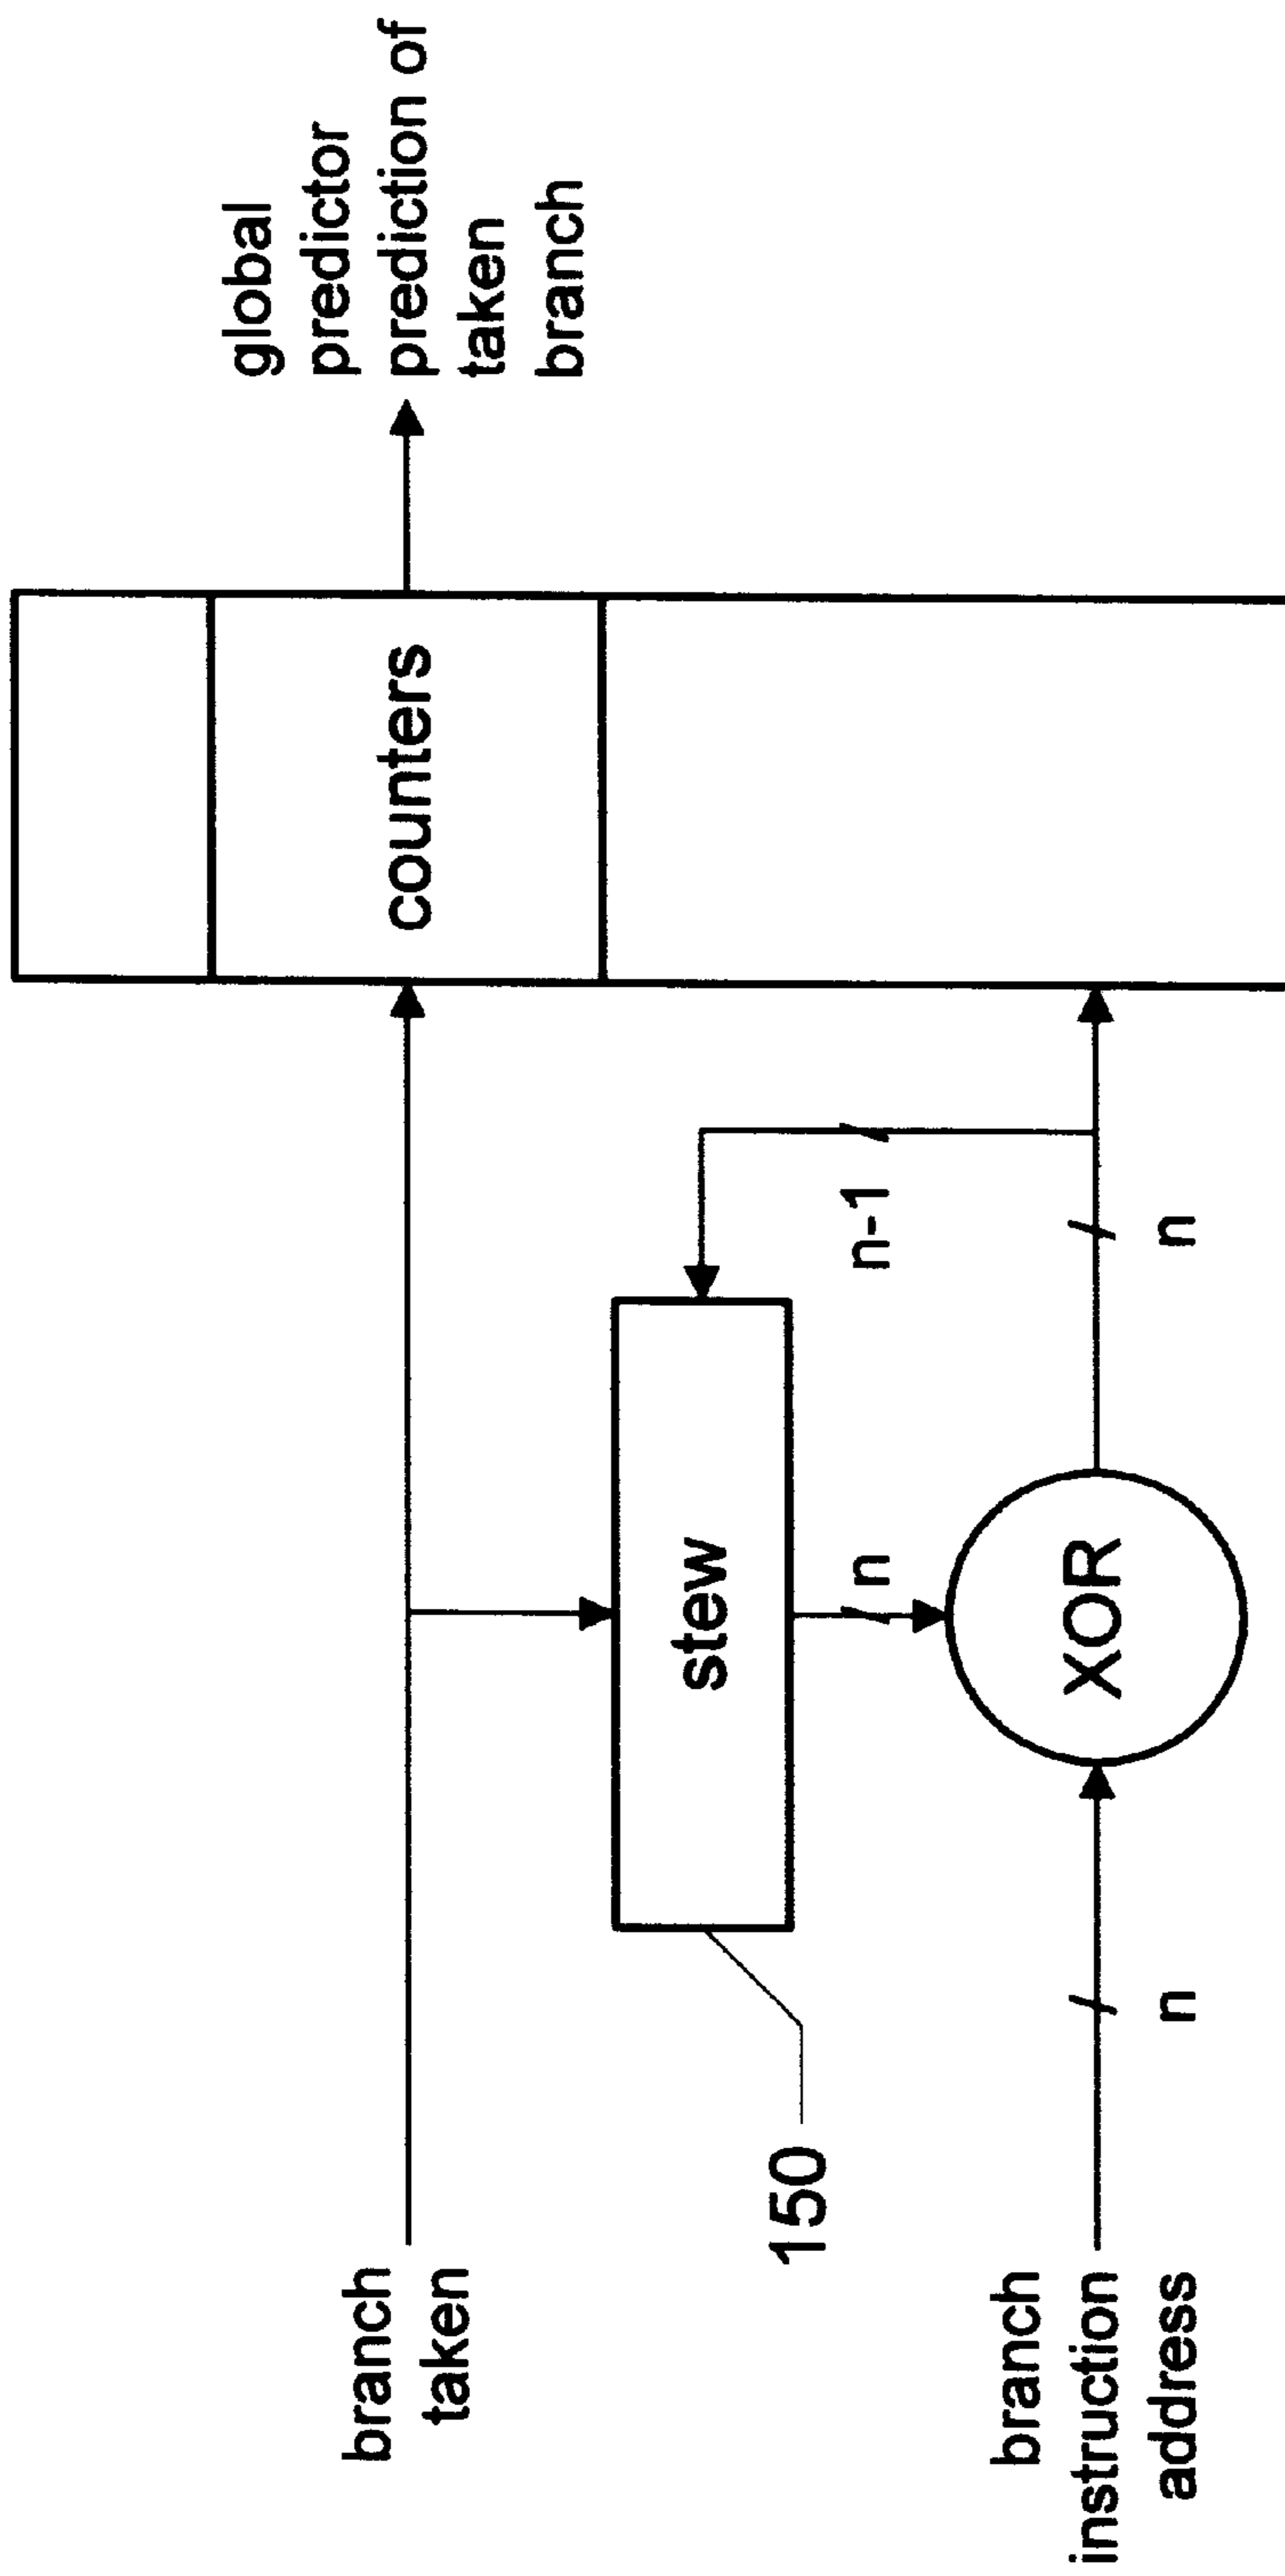 branch
taken
150
branch
instruction
address
n
stew
n
XOR
n-1
n
counters
global
predictor
prediction of
taken
branch